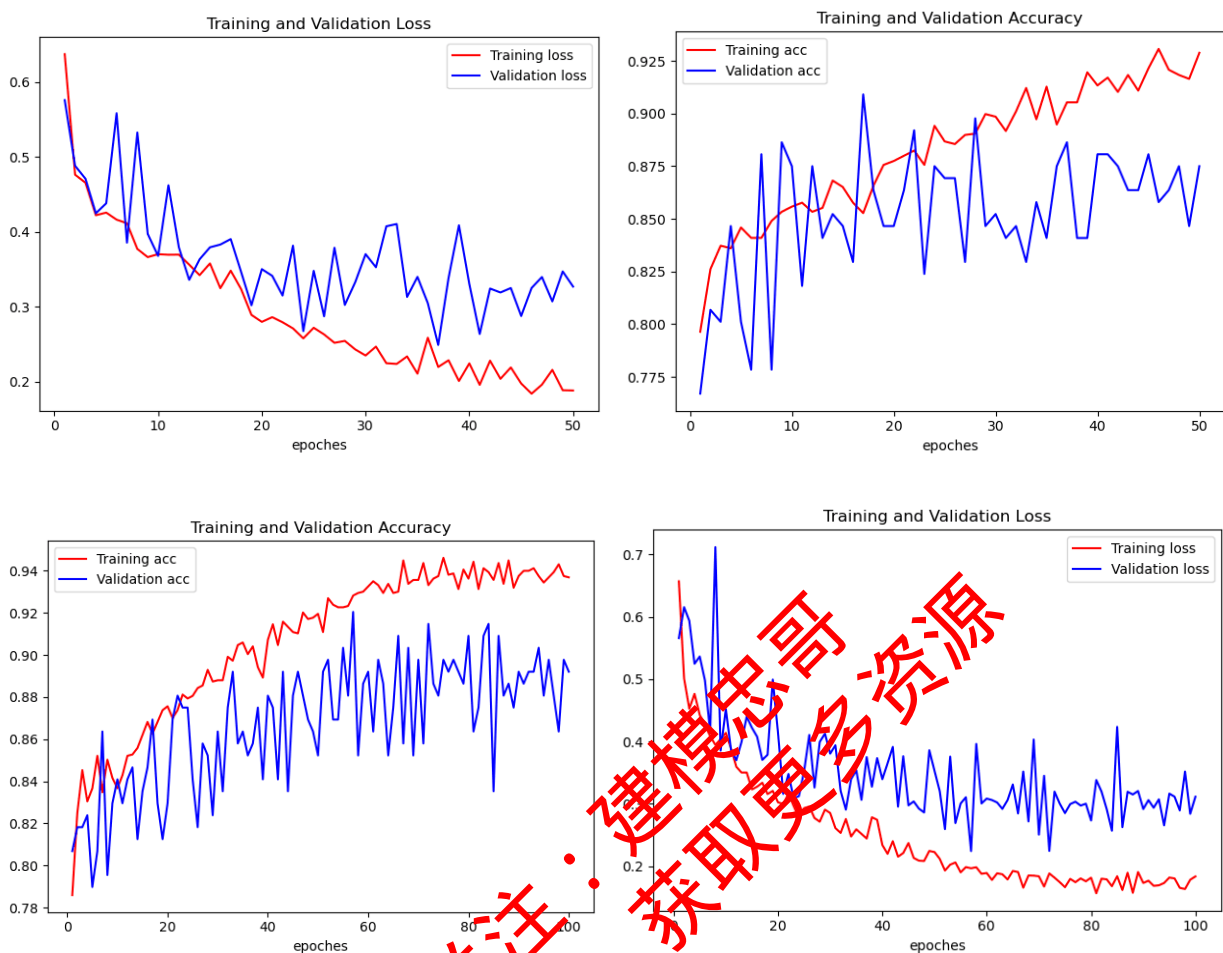 Training and Validation Loss
Training loss
Validation loss
0.6
0.5
0.4
0.3
0.2
0 10 20 30 40 50
epoches
Training and Validation Accuracy
Training acc
Validation acc
0.925
0.900
0.875
0.850
0.825
0.800
0.775
0 10 20 30 40 50
epoches
Training and Validation Accuracy
Training acc
Validation acc
0.94
0.92
0.90
0.88
0.86
0.84
0.82
0.80
0.78
0 20 40 60 80 100
epoches
Training and Validation Loss
Training loss
Validation loss
0.7
0.6
0.5
0.4
0.2
20 40 60 80 100
epoches
注：建模忠哥
获取更多资源